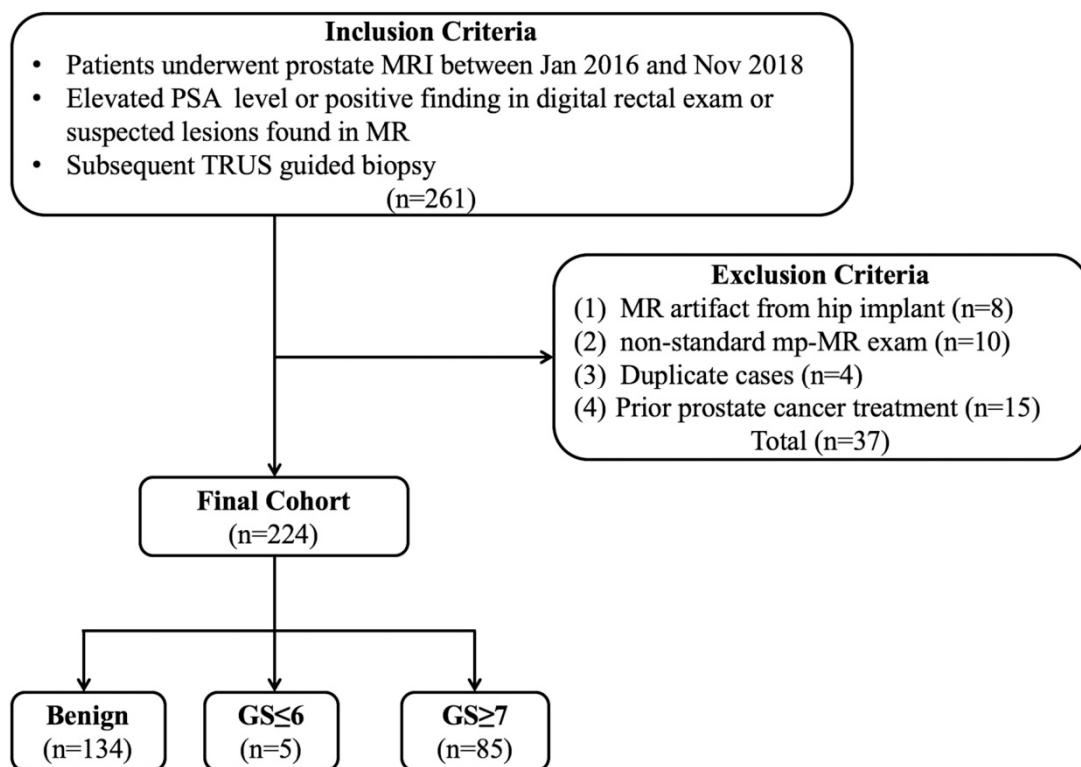 Inclusion Criteria
• Patients underwent prostate MRI between Jan 2016 and Nov 2018
• Elevated PSA level or positive finding in digital rectal exam or
suspected lesions found in MR
• Subsequent TRUS guided biopsy
(n=261)
Exclusion Criteria
(1) MR artifact from hip implant (n=8)
(2) non-standard mp-MR exam (n=10)
(3) Duplicate cases (n=4)
(4) Prior prostate cancer treatment (n=15)
Total (n=37)
Final Cohort
(n=224)
Benign
(n=134)
GS≤6
(n=5)
GS≥7
(n=85)